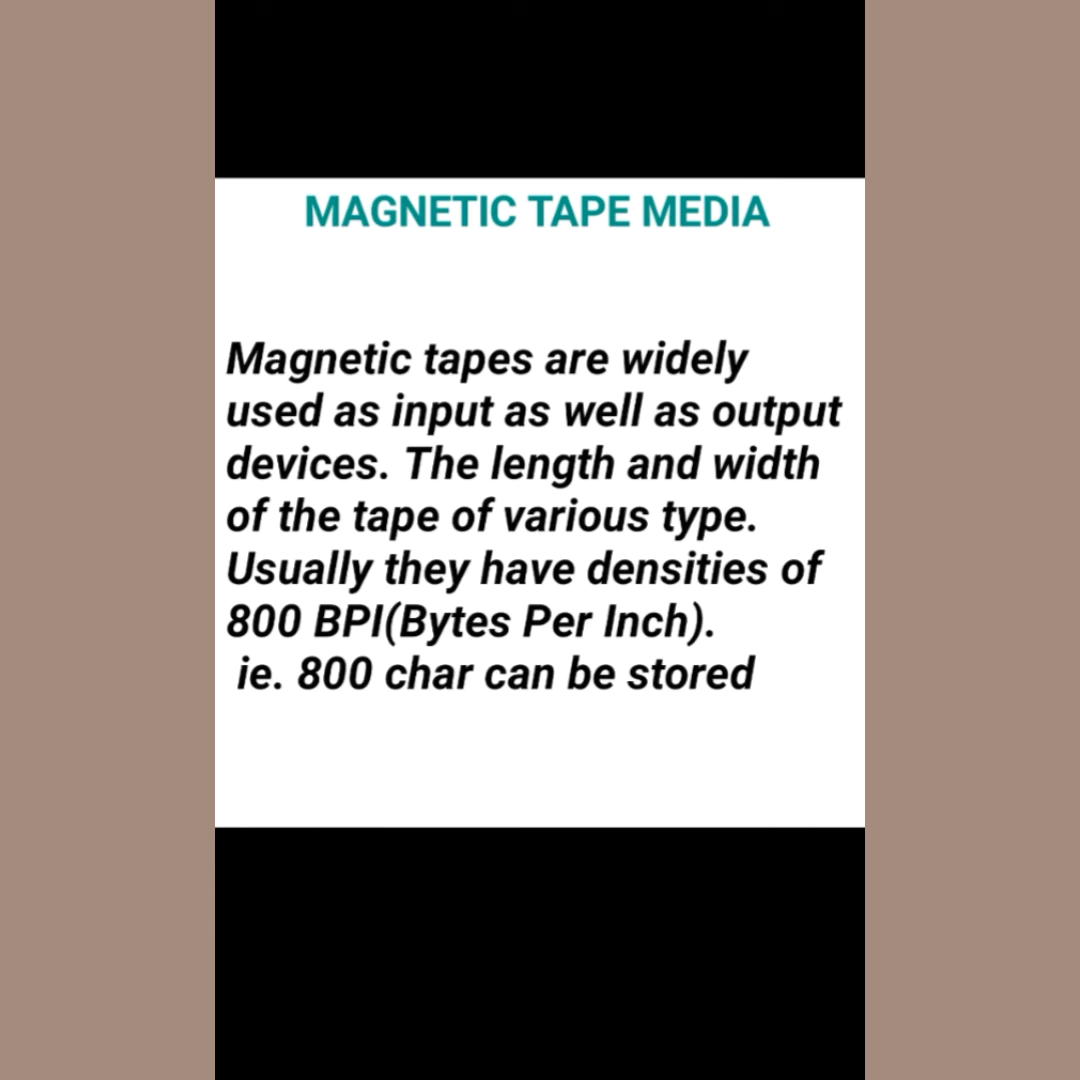 MAGNETIC TAPE MEDIA
Magnetic tapes are widely
used as input as well as output
devices. The length and width
of the tape of various type.
Usually they have densities of
800 BPI(Bytes Per Inch).
ie. 800 char can be stored